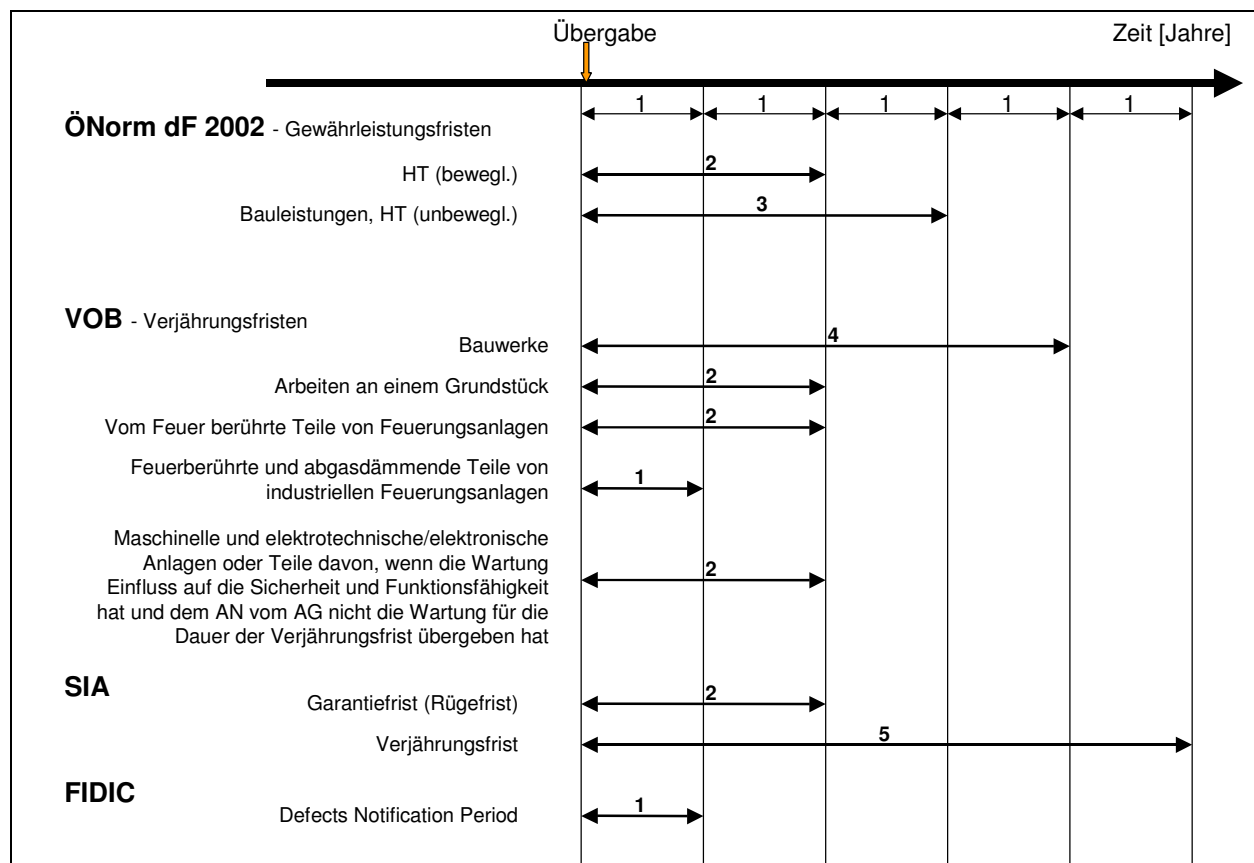 Übergabe
Zeit [Jahre]
1 1 1 1 1
ÖNorm dF 2002 - Gewährleistungsfristen
HT (bewegl.) 2
Bauleistungen, HT (unbewegl.) 3
VOB - Verjährungsfristen
Bauwerke 4
Arbeiten an einem Grundstück 2
Vom Feuer berührte Teile von Feuerungsanlagen 2
Feuerberührte und abgasdämmende Teile von
industriellen Feuerungsanlagen 1
Maschinelle und elektrotechnische/elektronische
Anlagen oder Teile davon, wenn die Wartung
Einfluss auf die Sicherheit und Funktionsfähigkeit 2
hat und dem AN vom AG nicht die Wartung für die
Dauer der Verjährungsfrist übergeben hat
SIA
Garantiefrist (Rügefrist) 2
Verjährungsfrist 5
FIDIC
Defects Notification Period 1